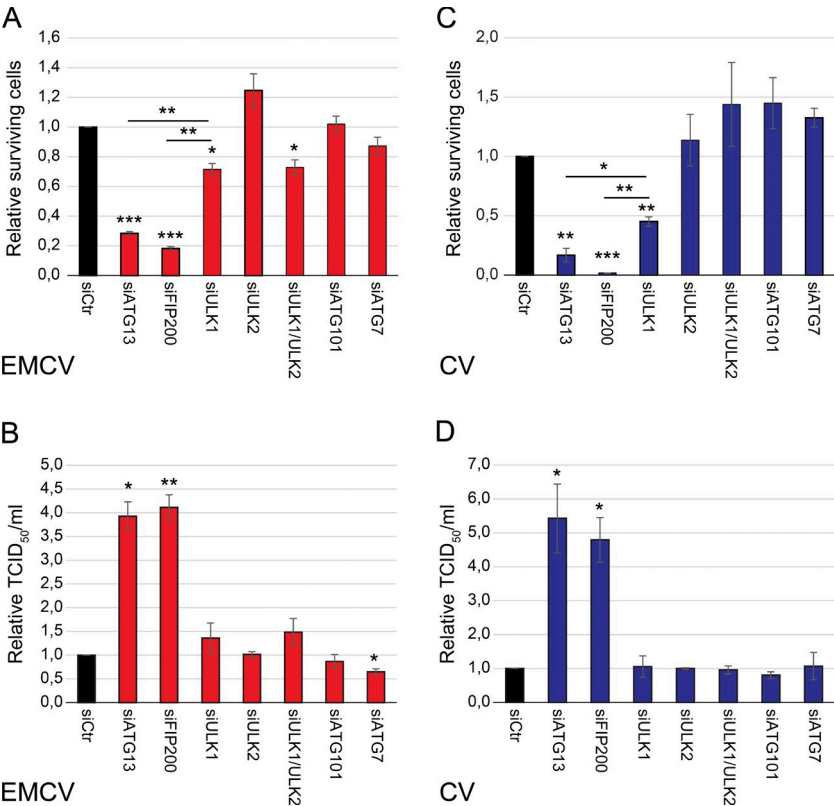 A
Relative surviving cells
1,6
1,4
1,2
1,0
0,8
0,6
0,4
0,2
0,0
***
***
**
**
*
*
siCtr
siATG13
siFIP200
siULK1
siULK2
siULK1/ULK2
siATG101
siATG7
EMCV
C
Relative surviving cells
2,0
1,5
1,0
0,5
0,0
**
***
*
**
**
siCtr
siATG13
siFIP200
siULK1
siULK2
siULK1/ULK2
siATG101
siATG7
CV
B
Relative TCID50/ml
5,0
4,5
4,0
3,5
3,0
2,5
2,0
1,5
1,0
0,5
0,0
*
**
*
siCtr
siATG13
siFIP200
siULK1
siULK2
siULK1/ULK2
siATG101
siATG7
EMCV
D
Relative TCID50/ml
7,0
6,0
5,0
4,0
3,0
2,0
1,0
0,0
*
*
siCtr
siATG13
siFIP200
siULK1
siULK2
siULK1/ULK2
siATG101
siATG7
CV